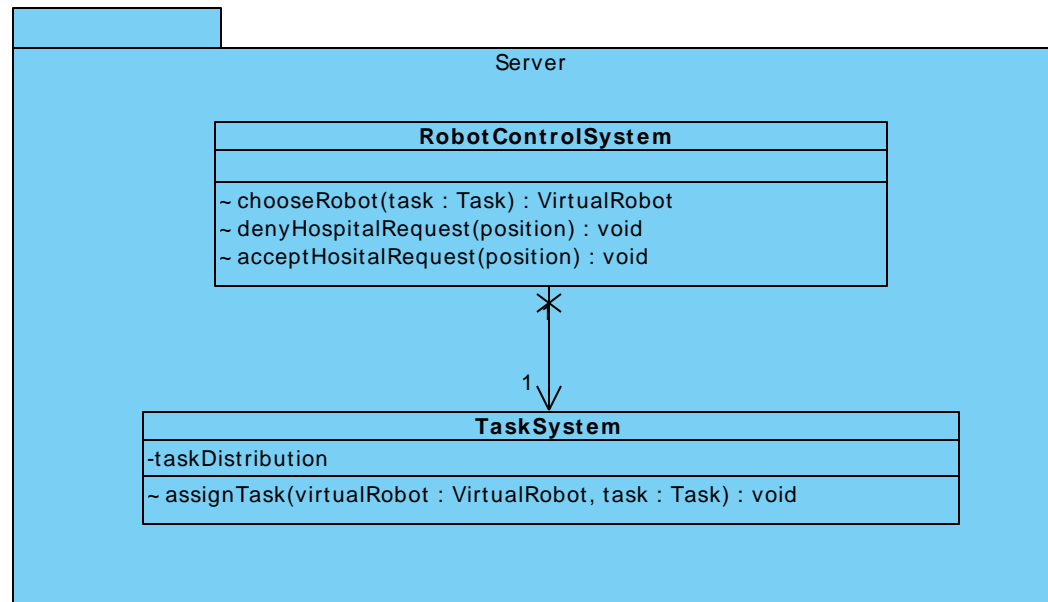 Server
RobotControlSystem
~ chooseRobot(task : Task) : VirtualRobot
~ denyHospitalRequest(position) : void
~ acceptHositalRequest(position) : void
1
1
TaskSystem
-taskDistribution
~ assignTask(virtualRobot : VirtualRobot, task : Task) : void